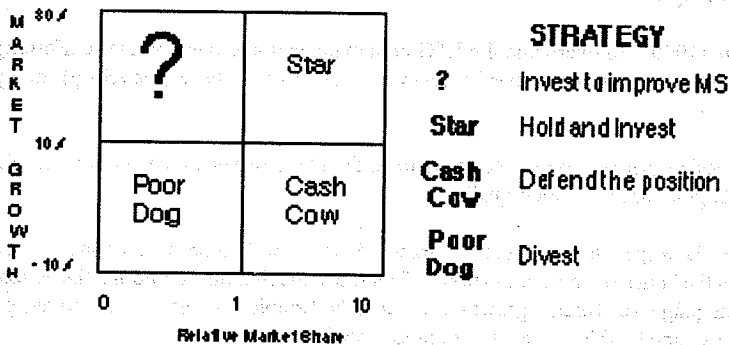 MARKET GROWTH
30%
10%
-10%
?
Star
Poor
Dog
Cash
Cow
0
1
10
Relative Market Share
STRATEGY
? Invest to improve MS
Star Hold and Invest
Cash
Cow Defend the position
Poor
Dog Divest